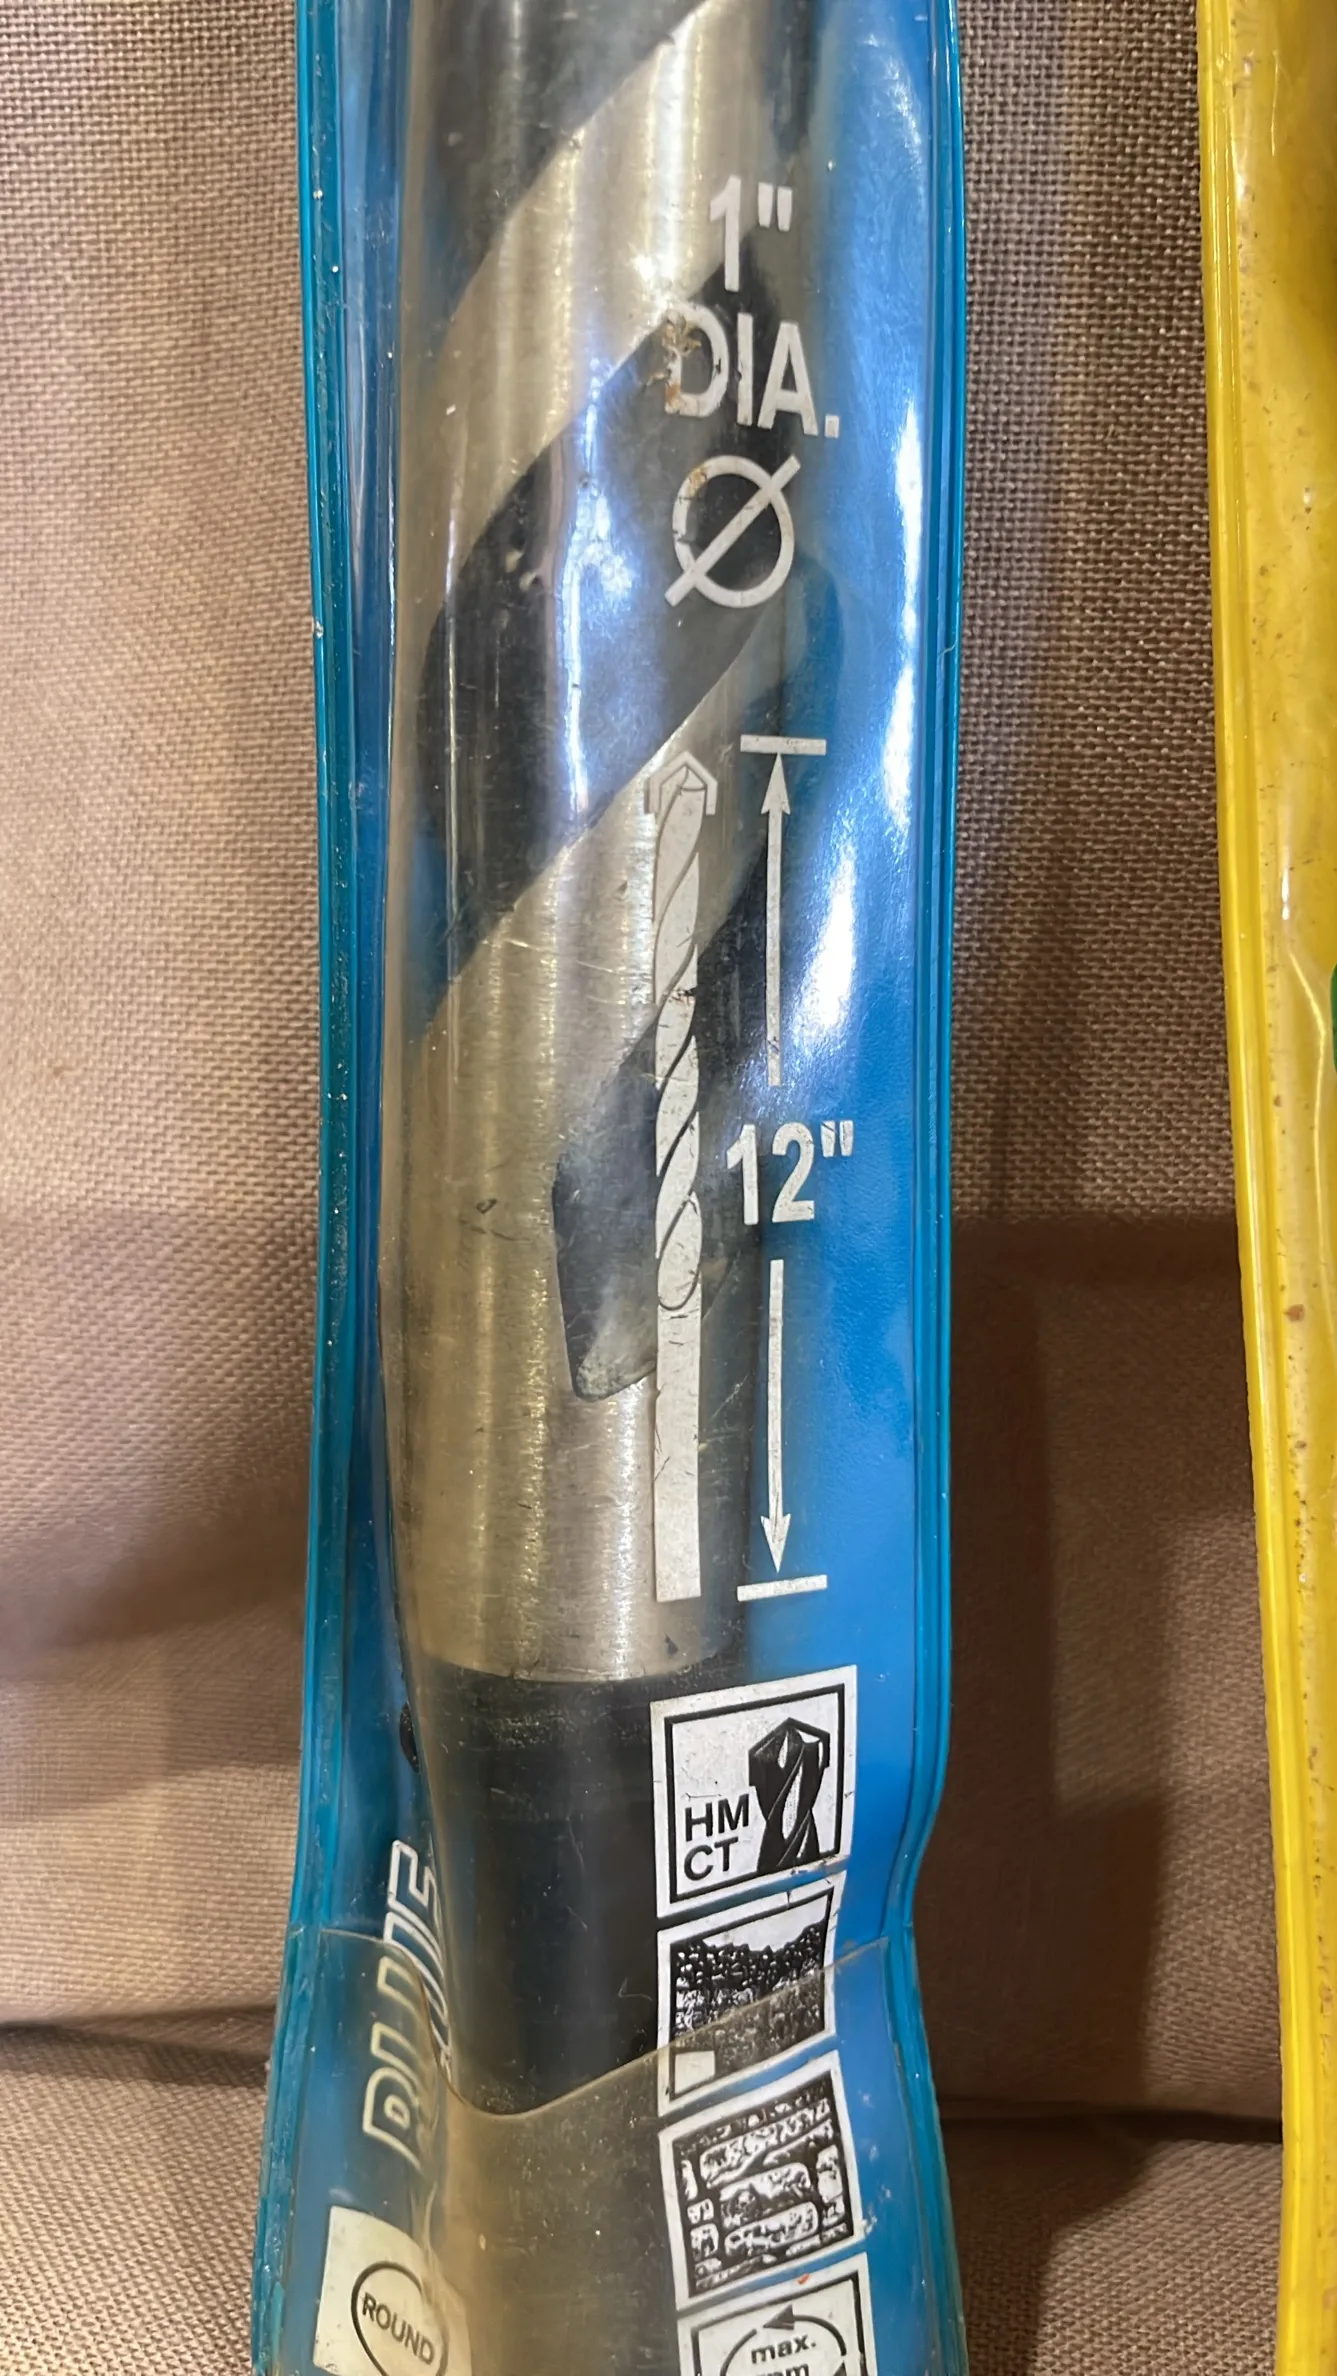 1"
DIA.
Ø
12"
HM
CT
ROUND
max.